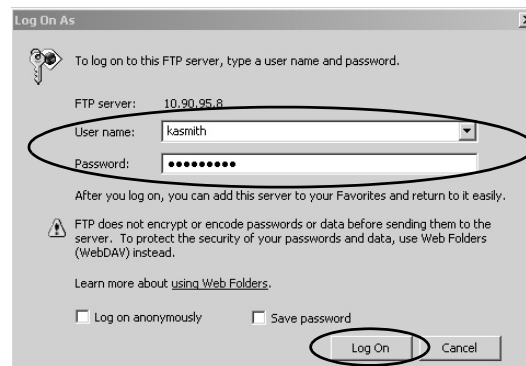 Log On As
To log on to this FTP server, type a user name and password.
FTP server: 10.90.95.8
User name: kasmith
Password: ●●●●●●●●●
After you log on, you can add this server to your Favorites and return to it easily.
FTP does not encrypt or encode passwords or data before sending them to the
server. To protect the security of your passwords and data, use Web Folders
(WebDAV) instead.
Learn more about using Web Folders.
Log on anonymously Save password
Log On Cancel